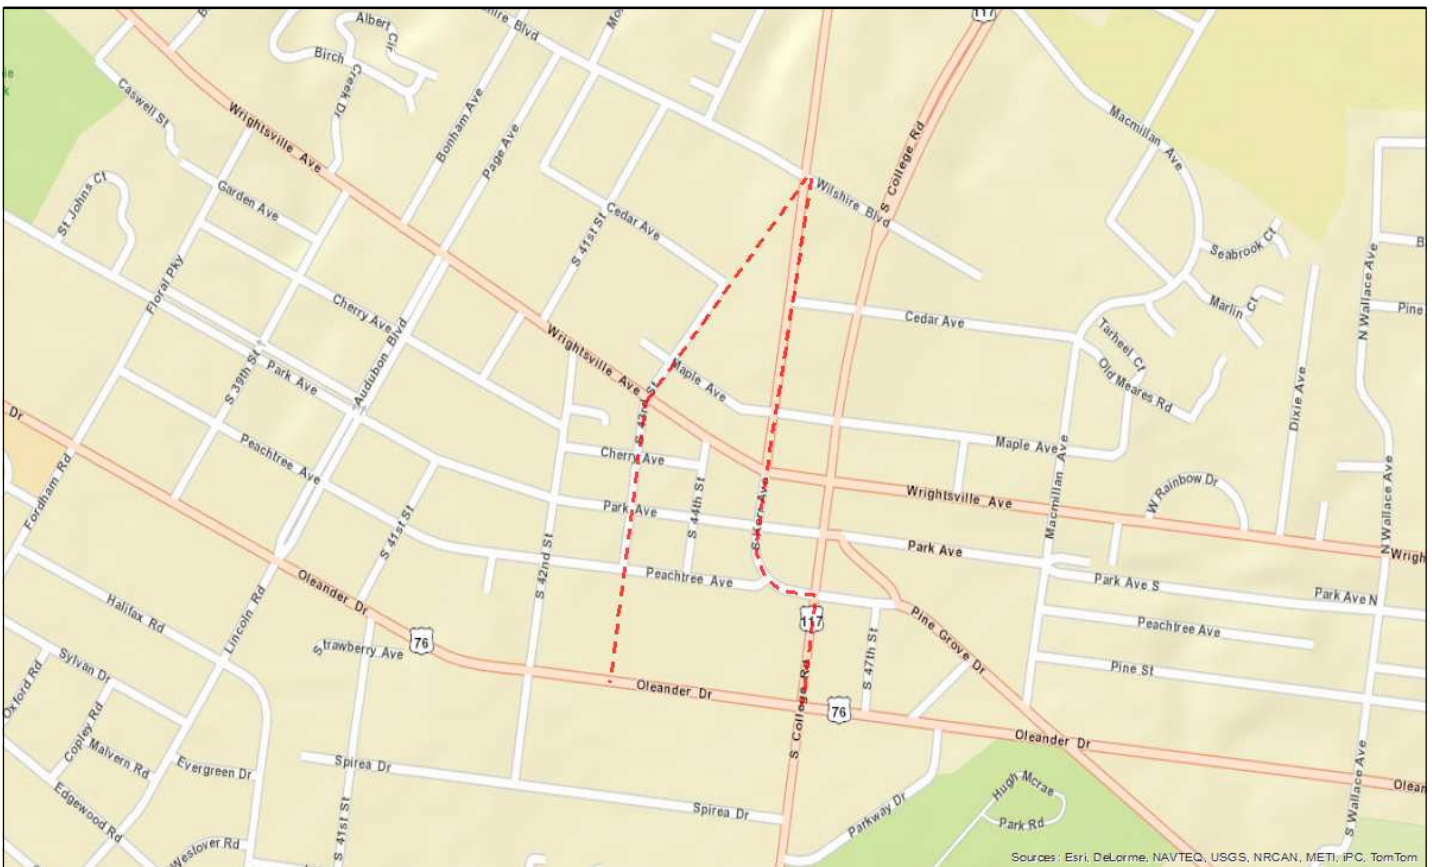 Albert Cir
Birch
Creek Dr
Caswell St
Wrightsville Ave
Bonham Ave
Page Ave
117
Macmillan Ave
S College Rd
Wilshire Blvd
St Johns Ct
Garden Ave
S 41st St
Cedar Ave
Floral Pky
Cherry Ave
Audubon Blvd
Wrightsville Ave
Cedar Ave
Seabrook Ct
Marlin Ct
N Wallace Ave
Pine
Tarheel Ct
Old Meares Rd
Dixie Ave
S 39th St
Park Ave
S 43rd St
Maple Ave
Maple Ave
Dr
Peachtree Ave
Cherry Ave
S 44th St
S Kerr Ave
Wrightsville Ave
Macmillan Ave
W Rainbow Dr
N Wallace Ave
Wrigh
Fordham Rd
S 41st St
S 42nd St
Park Ave
Park Ave
Peachtree Ave
Park Ave S
Park Ave N
Oleander Dr
Halifax Rd
Lincoln Rd
76
117
Pine Grove Dr
Peachtree Ave
Strawberry Ave
S 47th St
Pine St
Oxford Rd
Sylvan Dr
Copley Rd
Malvern Rd
Evergreen Dr
Oleander Dr
S College Rd
76
Oleander Dr
Edgewood Rd
Westover Rd
S 41st St
Spirea Dr
Spirea Dr
Parkway Dr
Hugh Mcrae
Park Rd
Olean
S Wallace Ave
Sources: Esri, DeLorme, NAVTEQ, USGS, NRCAN, METI, iPC, TomTom